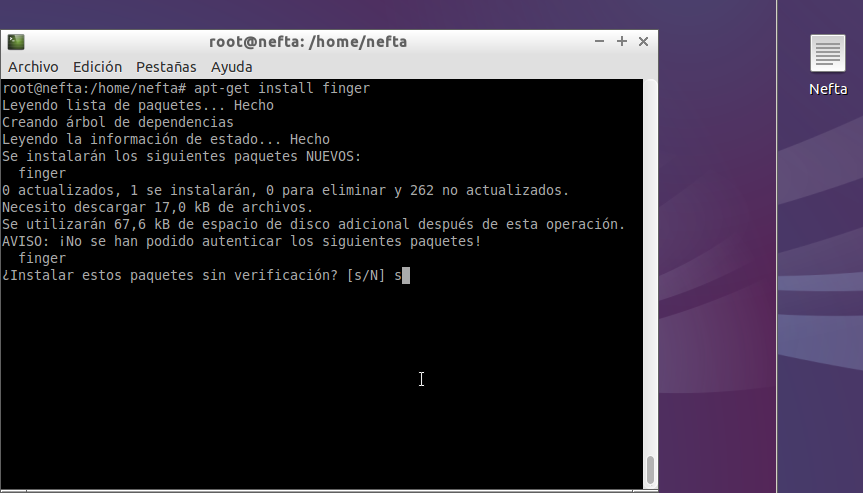 root@nefta: /home/nefta
Archivo Edición Pestañas Ayuda
root@nefta:/home/nefta# apt-get install finger
Leyendo lista de paquetes... Hecho
Creando árbol de dependencias
Leyendo la información de estado... Hecho
Se instalarán los siguientes paquetes NUEVOS:
finger
0 actualizados, 1 se instalarán, 0 para eliminar y 262 no actualizados.
Necesito descargar 17,0 kB de archivos.
Se utilizarán 67,6 kB de espacio de disco adicional después de esta operación.
AVISO: ¡No se han podido autenticar los siguientes paquetes!
finger
¿Instalar estos paquetes sin verificación? [s/N] s
Nefta